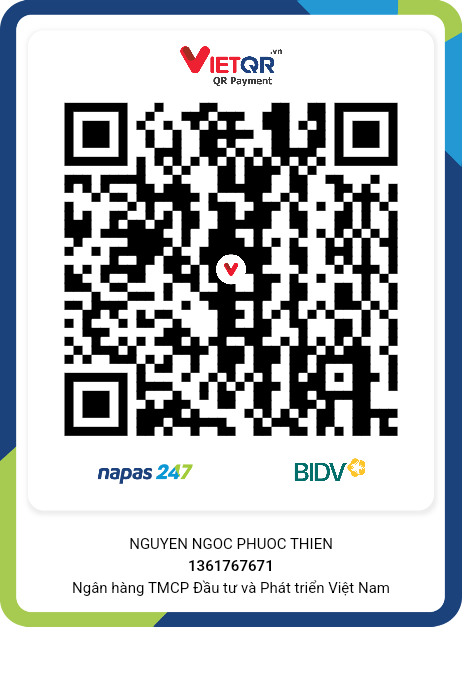 VIETQR.vn
QR Payment
napas 247
BIDV
NGUYEN NGOC PHUOC THIEN
1361767671
Ngân hàng TMCP Đầu tư và Phát triển Việt Nam